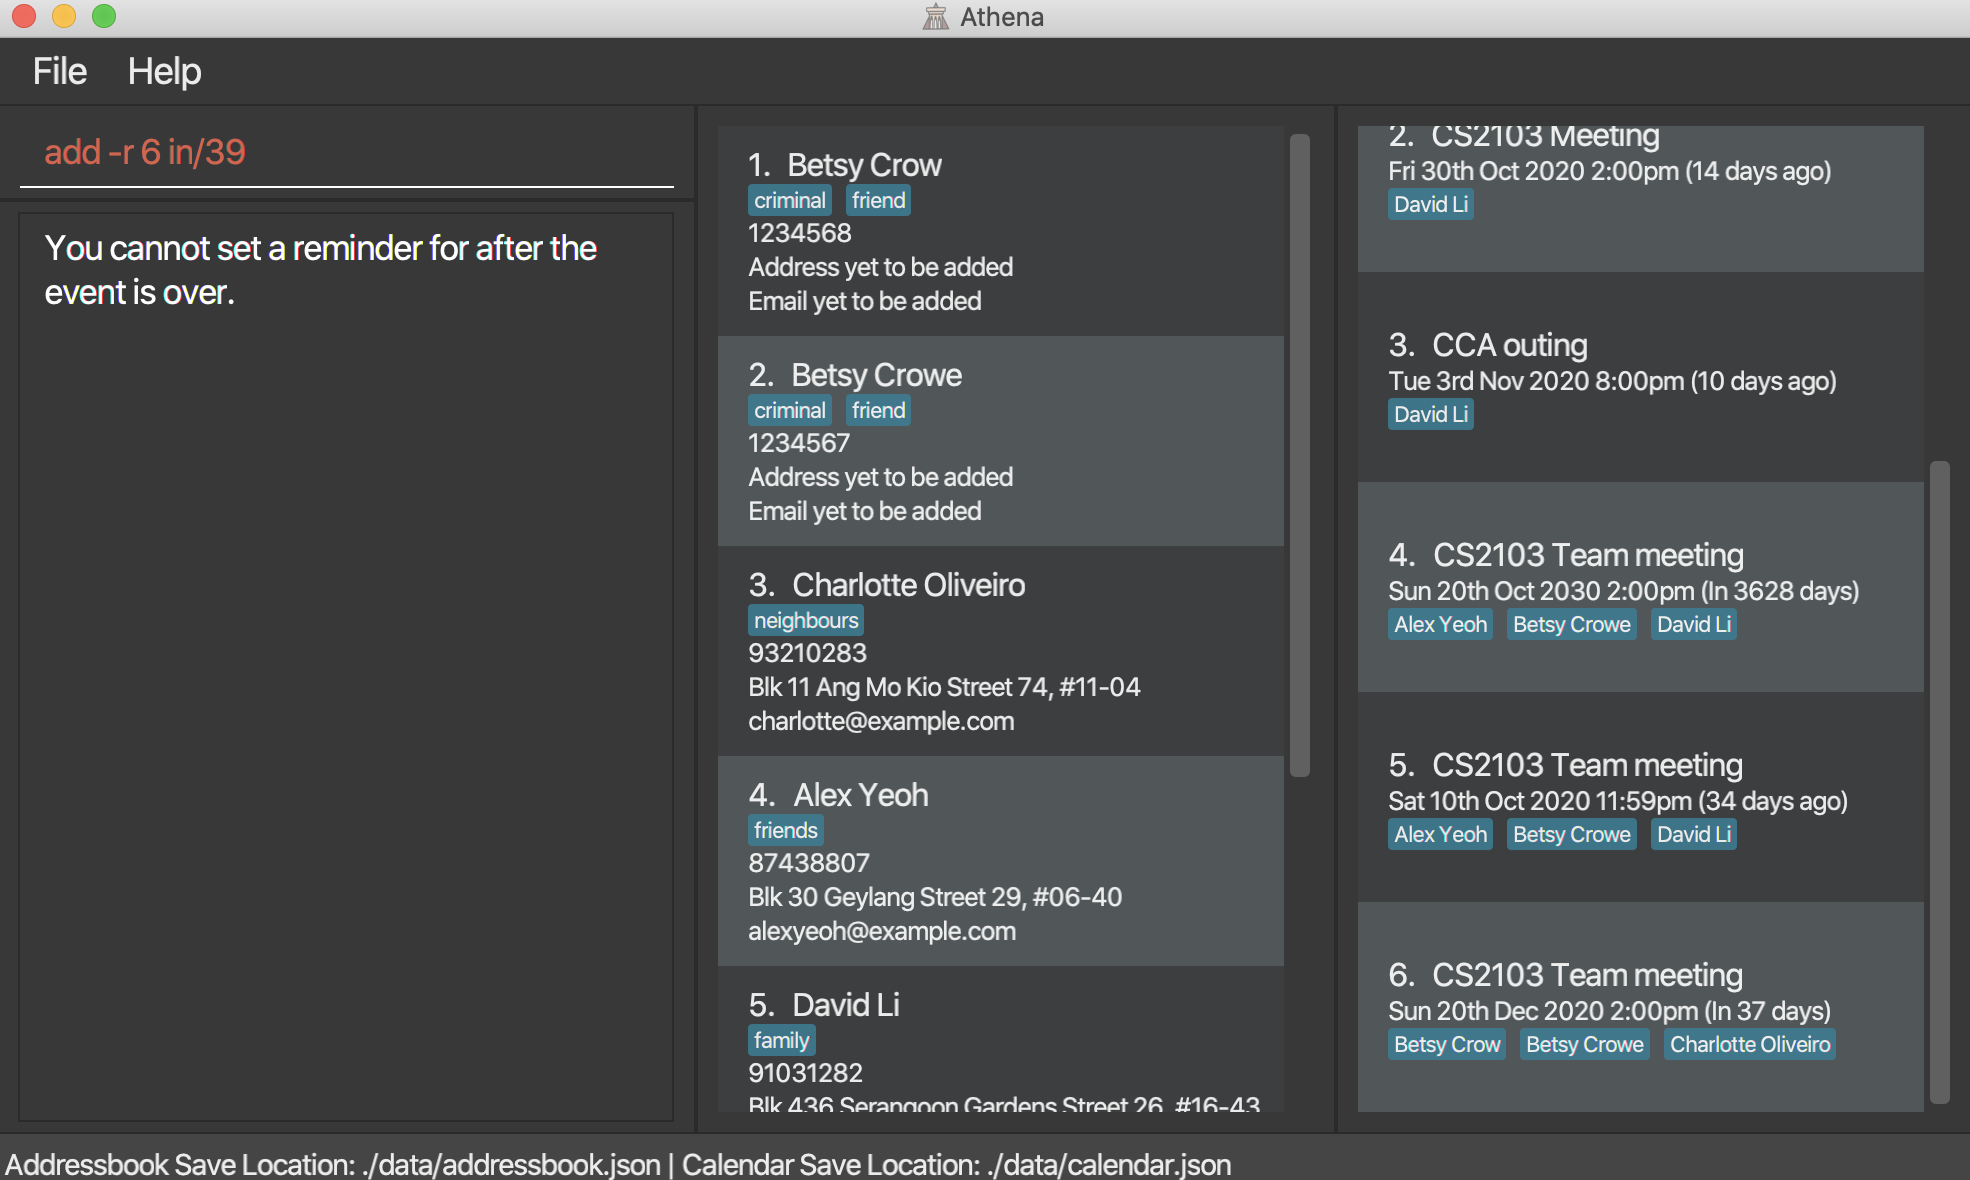 Athena
File Help
add -r 6 in/39
You cannot set a reminder for after the
event is over.
1. Betsy Crow
criminal friend
1234568
Address yet to be added
Email yet to be added
2. Betsy Crowe
criminal friend
1234567
Address yet to be added
Email yet to be added
3. Charlotte Oliveiro
neighbours
93210283
Blk 11 Ang Mo Kio Street 74, #11-04
charlotte@example.com
4. Alex Yeoh
friends
87438807
Blk 30 Geylang Street 29, #06-40
alexyeoh@example.com
5. David Li
family
91031282
Blk 436 Serangoon Gardens Street 26, #16-43
2. CS2103 Meeting
Fri 30th Oct 2020 2:00pm (14 days ago)
David Li
3. CCA outing
Tue 3rd Nov 2020 8:00pm (10 days ago)
David Li
4. CS2103 Team meeting
Sun 20th Oct 2030 2:00pm (In 3628 days)
Alex Yeoh Betsy Crowe David Li
5. CS2103 Team meeting
Sat 10th Oct 2020 11:59pm (34 days ago)
Alex Yeoh Betsy Crowe David Li
6. CS2103 Team meeting
Sun 20th Dec 2020 2:00pm (In 37 days)
Betsy Crow Betsy Crowe Charlotte Oliveiro
Addressbook Save Location: ./data/addressbook.json | Calendar Save Location: ./data/calendar.json